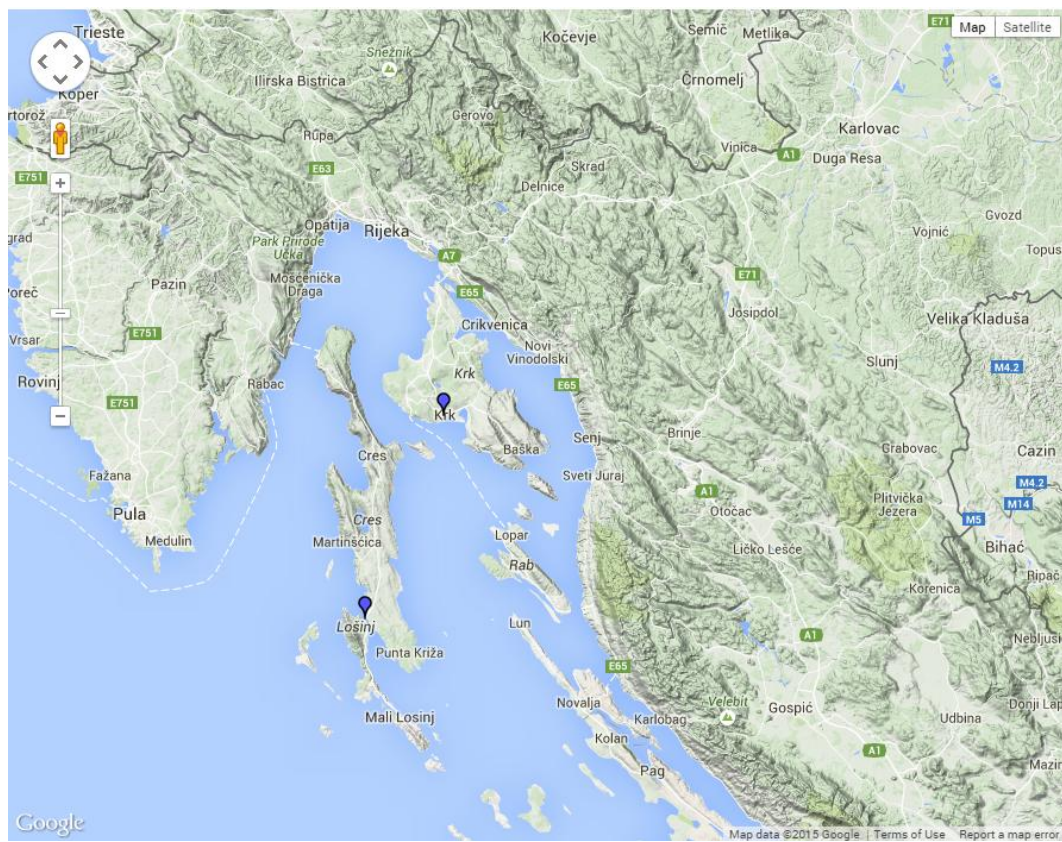 Trieste
Kočevje
Semič
Metlika
E71
Map
Satellite
Snežnik
Ilirska Bistrica
Črnomelj
Koper
Gerovo
ortorož
Rupa
Vinica
A1
Karlovac
Duga Resa
Skrad
Delnice
E751
E63
Opatija
Rijeka
Gvozd
Vojnić
Topus
grad
Park Prirode
Učka
A7
Mošćenička
Draga
Pazin
Poreč
E65
E71
Josipdol
Crikvenica
Velika Kladuša
Vrsar
E751
Novi
Vinodolski
Slunj
M4.2
Rovinj
Rabac
Krk
E65
E751
Krk
Senj
Brinje
Grabovac
Baška
Cazin
Cres
Fažana
Sveti Juraj
M4.2
A1
Plitvička
Jezera
M14
Pula
Otočac
Cres
M5
Medulin
Martinšćica
Lopar
Ličko Lešće
Bihać
Rab
Ripač
Korenica
Lošinj
Lun
A1
Nebljusi
Punta Križa
E65
Velebit
Gospić
Novalja
Donji Lap
Mali Losinj
Karlobag
Udbina
Kolan
A1
Pag
Mazin
Google
Map data ©2015 Google
Terms of Use
Report a map error